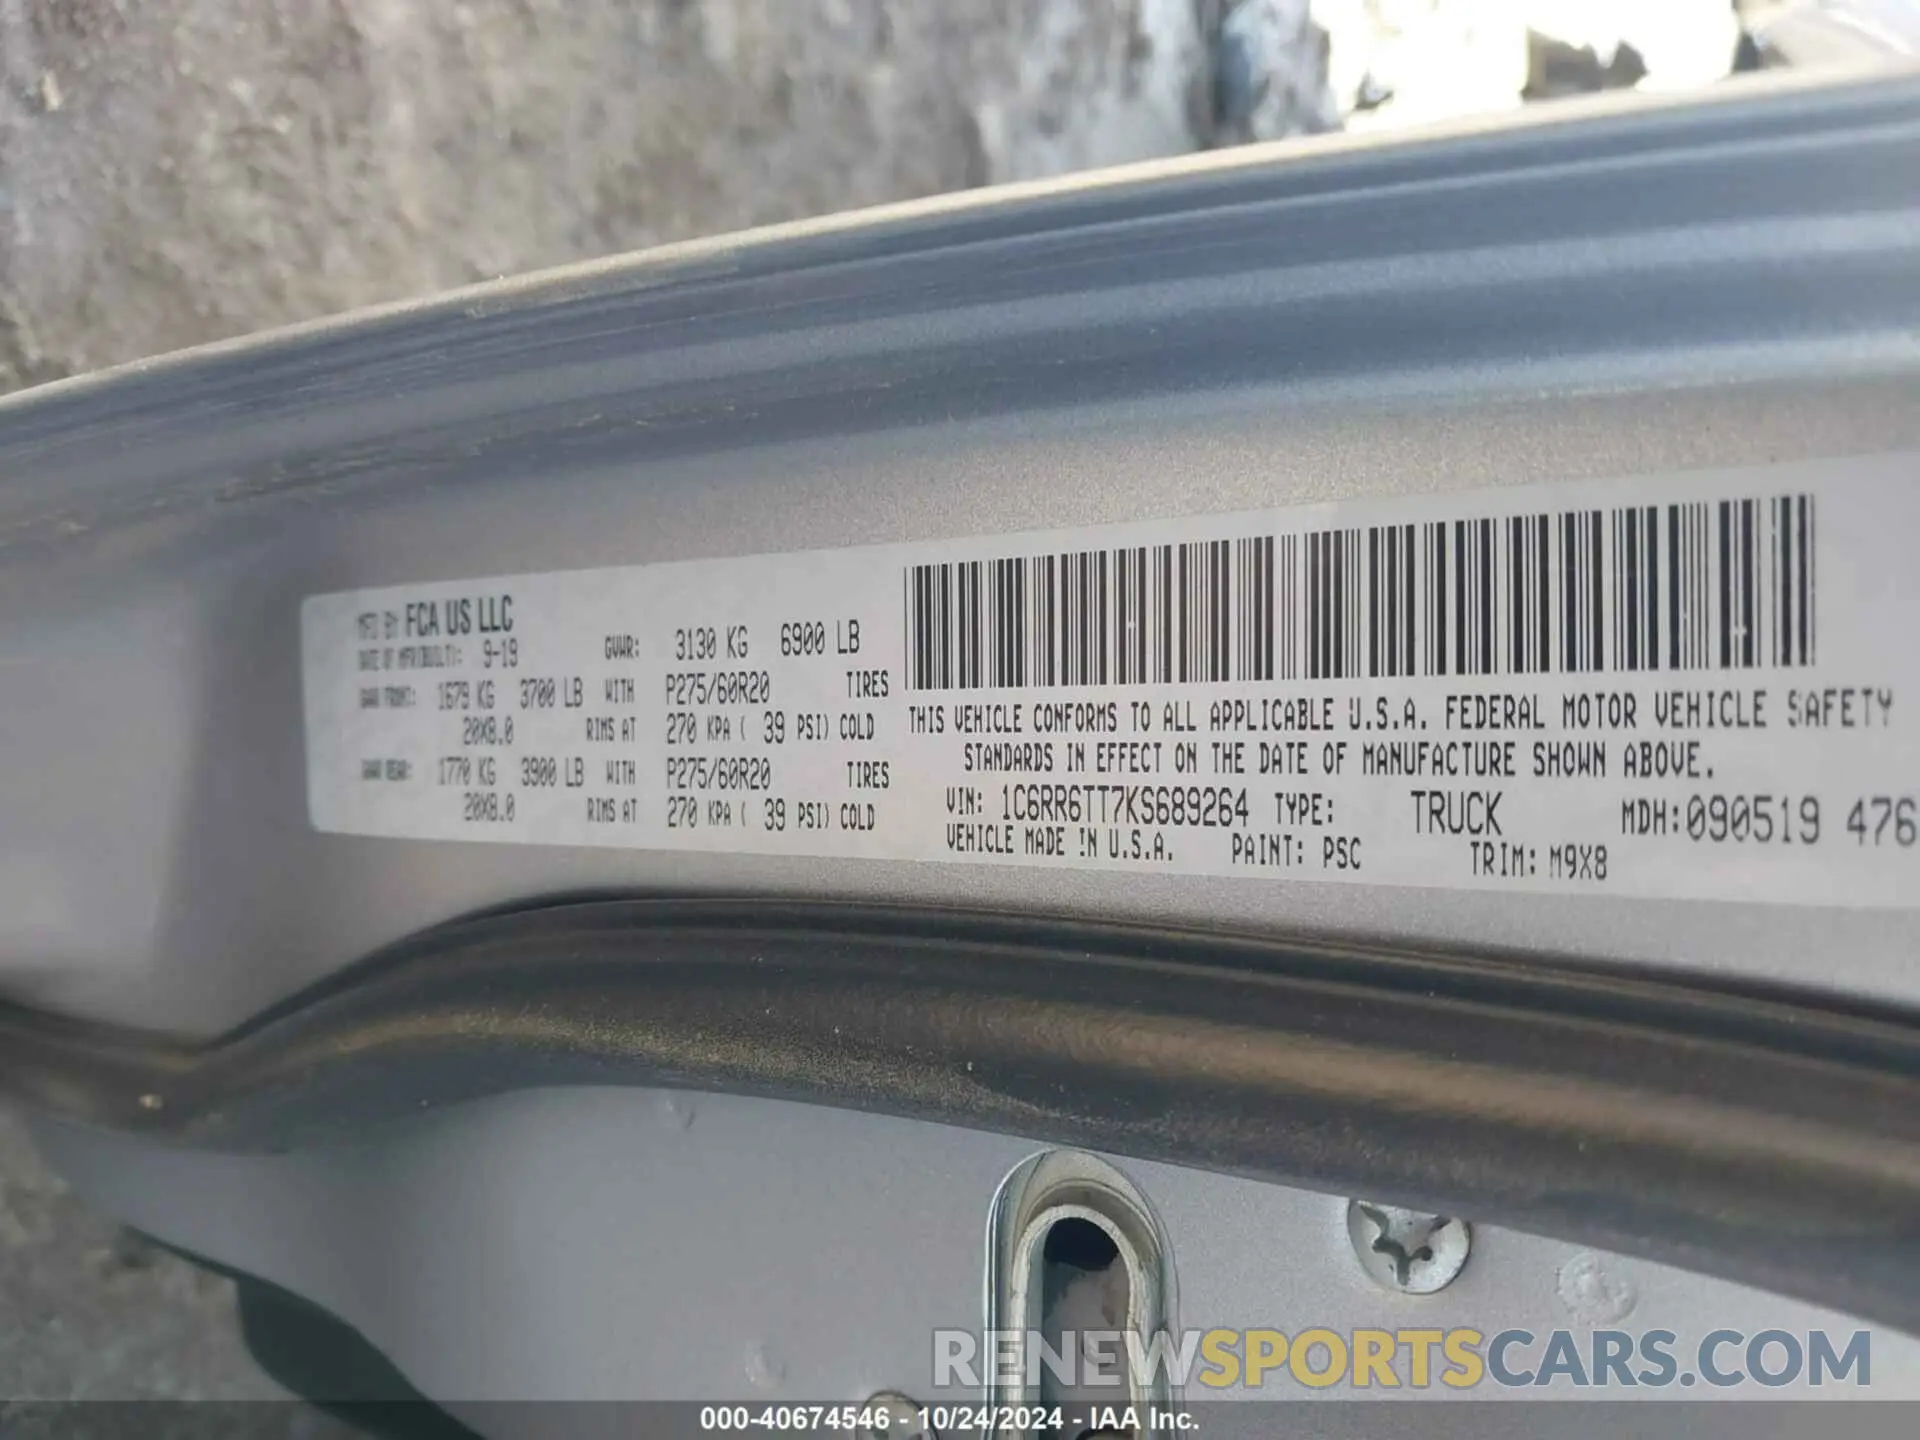 MFD BY FCA US LLC
DATE OF MFR(BUILT): 9-19 GVWR: 3130 KG 6900 LB
GAWR FRONT: 1679 KG 3700 LB WITH P275/60R20 TIRES
20X8.0 RIMS AT 270 KPA ( 39 PSI) COLD
GAWR REAR: 1770 KG 3900 LB WITH P275/60R20 TIRES
20X8.0 RIMS AT 270 KPA ( 39 PSI) COLD
THIS VEHICLE CONFORMS TO ALL APPLICABLE U.S.A. FEDERAL MOTOR VEHICLE SAFETY
STANDARDS IN EFFECT ON THE DATE OF MANUFACTURE SHOWN ABOVE.
VIN: 1C6RR6TT7KS689264 TYPE: TRUCK MDH:090519 476
VEHICLE MADE IN U.S.A. PAINT: PSC TRIM: M9X8
RENEWSPORTSCARS.COM
000-40674546 - 10/24/2024 - IAA Inc.